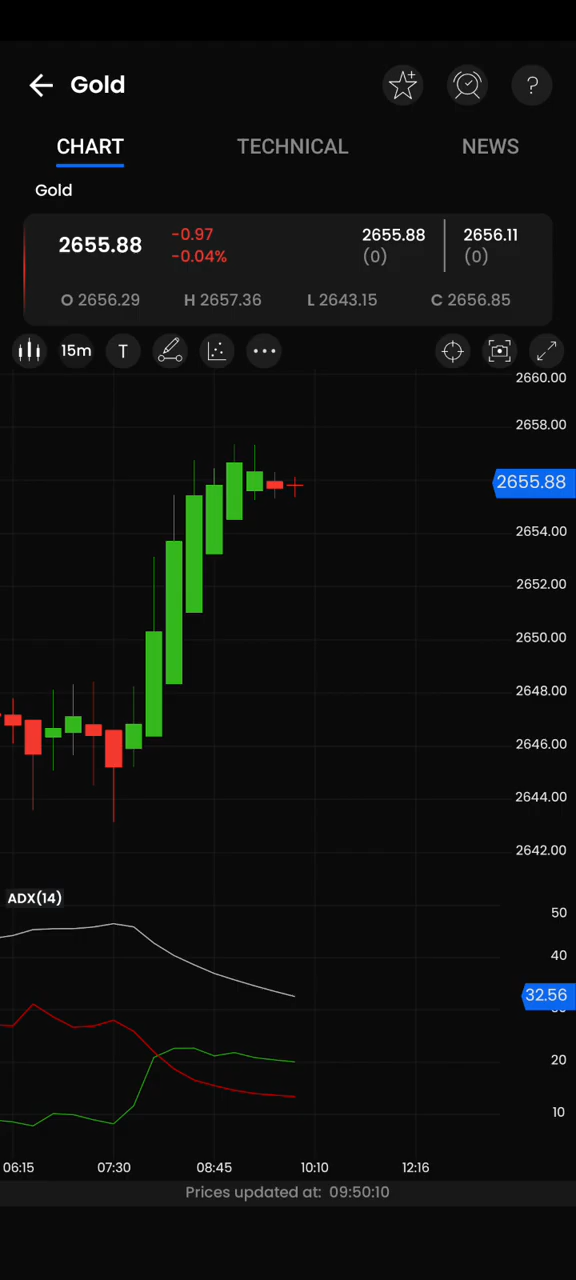 Gold
?
CHART TECHNICAL NEWS
Gold
2655.88 -0.97 -0.04% 2655.88 (0) 2656.11 (0)
O 2656.29 H 2657.36 L 2643.15 C 2656.85
15m T
2660.00
2658.00
2655.88
2654.00
2652.00
2650.00
2648.00
2646.00
2644.00
2642.00
ADX(14)
50
40
32.56
20
10
06:15 07:30 08:45 10:10 12:16
Prices updated at: 09:50:10